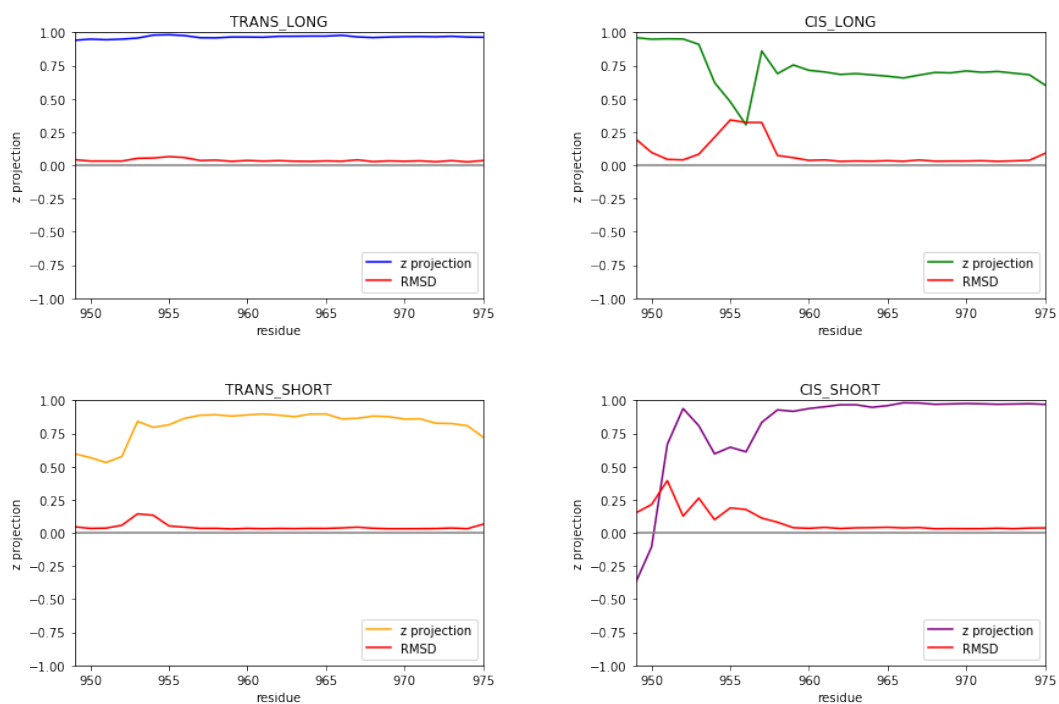 TRANS_LONG
1.00
0.75
0.50
0.25
0.00
−0.25
−0.50
−0.75
−1.00
z projection
z projection
RMSD
950 955 960 965 970 975
residue
CIS_LONG
1.00
0.75
0.50
0.25
0.00
−0.25
−0.50
−0.75
−1.00
z projection
z projection
RMSD
950 955 960 965 970 975
residue
TRANS_SHORT
1.00
0.75
0.50
0.25
0.00
−0.25
−0.50
−0.75
−1.00
z projection
z projection
RMSD
950 955 960 965 970 975
residue
CIS_SHORT
1.00
0.75
0.50
0.25
0.00
−0.25
−0.50
−0.75
−1.00
z projection
z projection
RMSD
950 955 960 965 970 975
residue